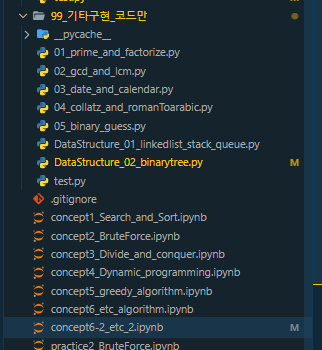 99_기타구현_코드만
__pycache__
01_prime_and_factorize.py
02_gcd_and_lcm.py
03_date_and_calendar.py
04_collatz_and_romanToarabic.py
05_binary_guess.py
DataStructure_01_linkedlist_stack_queue.py
DataStructure_02_binarytree.py M
test.py
.gitignore
concept1_Search_and_Sort.ipynb
concept2_BruteForce.ipynb
concept3_Divide_and_conquer.ipynb
concept4_Dynamic_programming.ipynb
concept5_greedy_algorithm.ipynb
concept6_etc_algorithm.ipynb
concept6-2_etc_2.ipynb M
practice2_BruteForce.ipynb